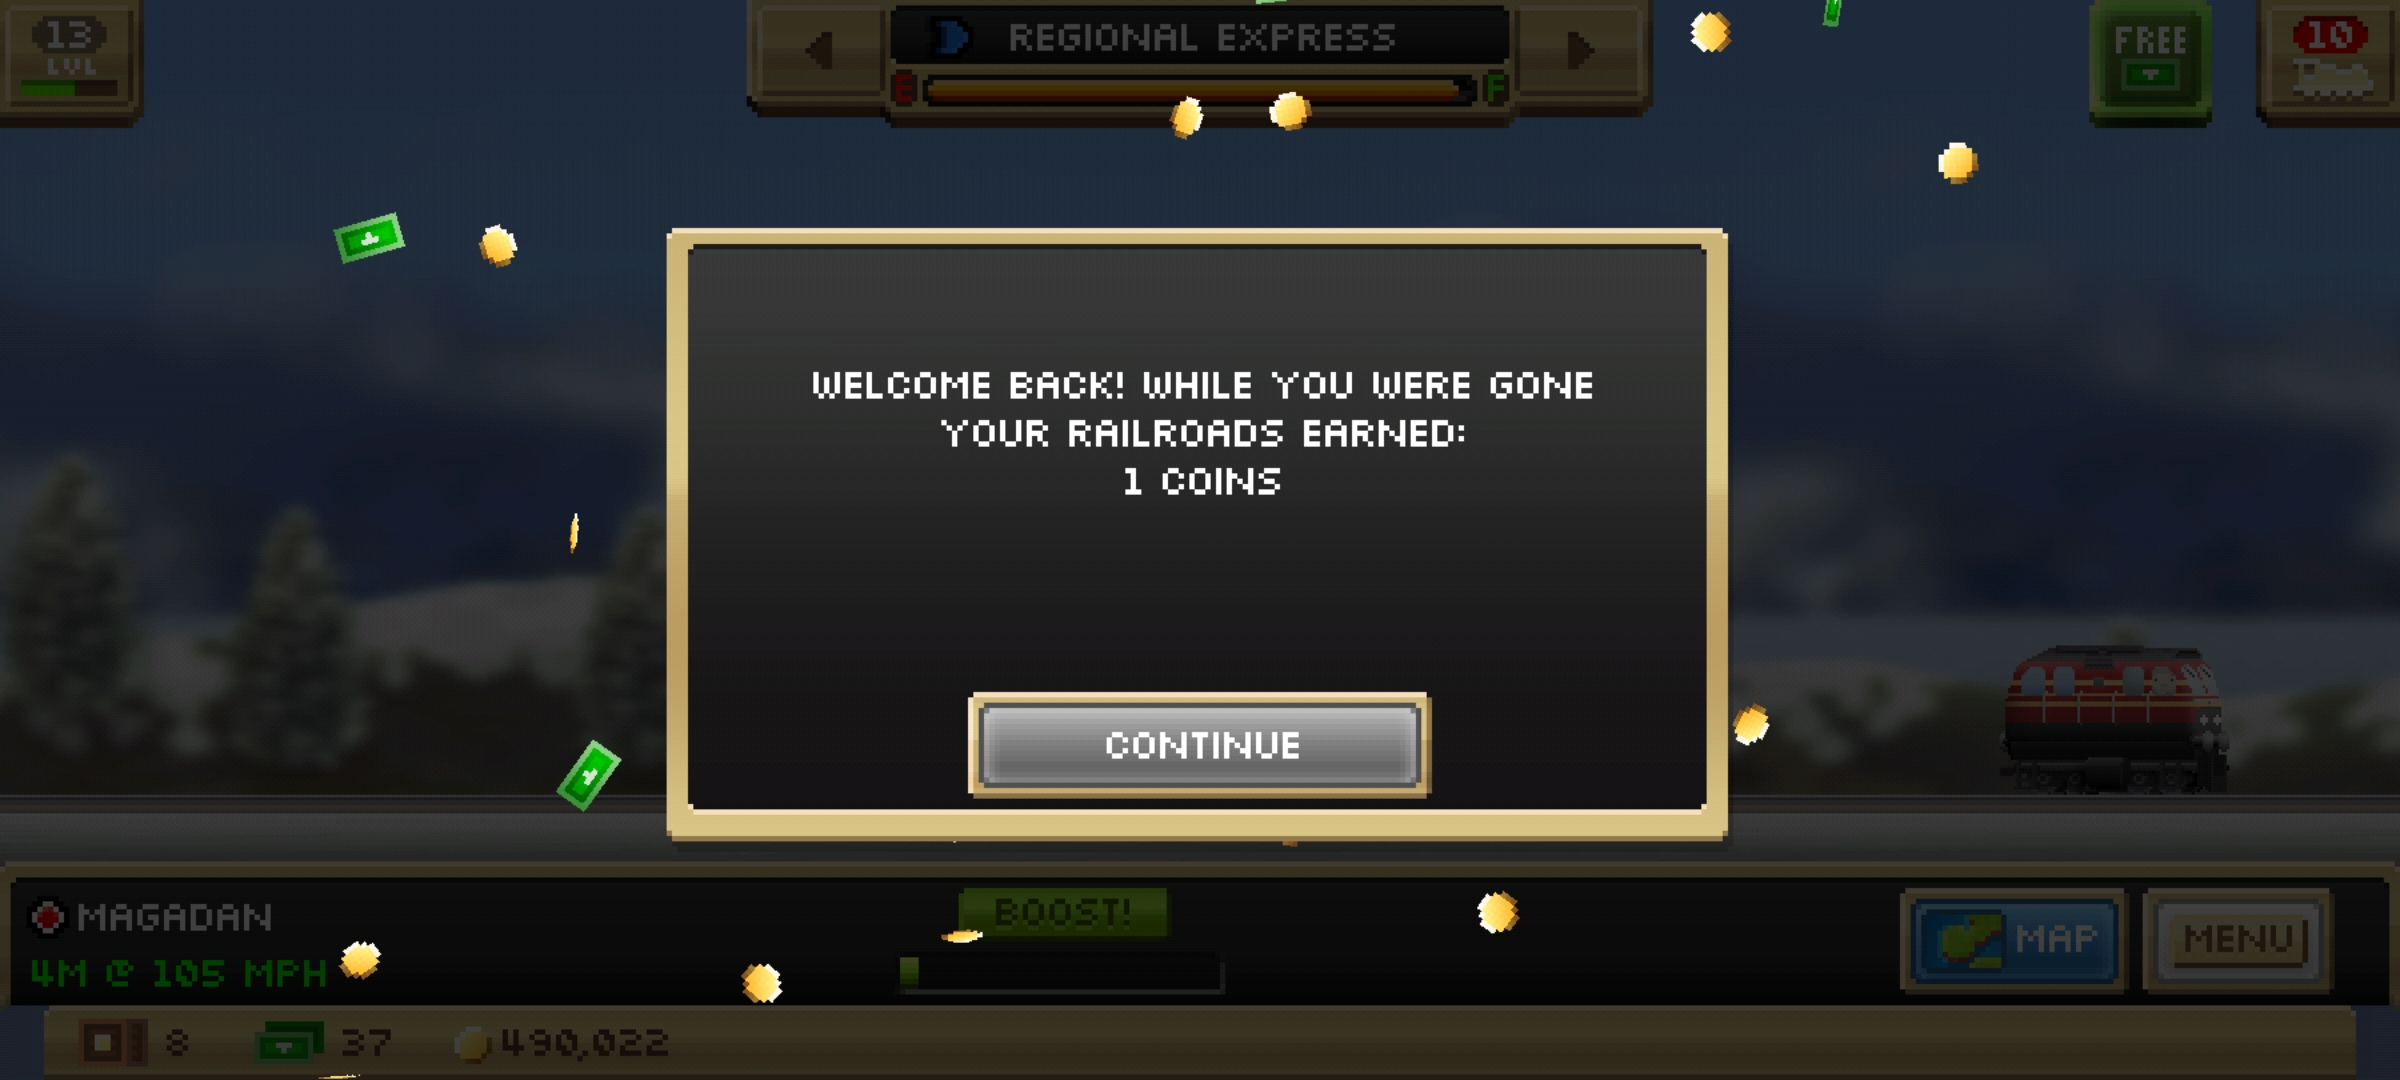 13
LVL
REGIONAL EXPRESS
E F
FREE
10
WELCOME BACK! WHILE YOU WERE GONE
YOUR RAILROADS EARNED:
1 COINS
CONTINUE
MAGADAN
4M @ 105 MPH
BOOST!
MAP
MENU
8 37 490,022